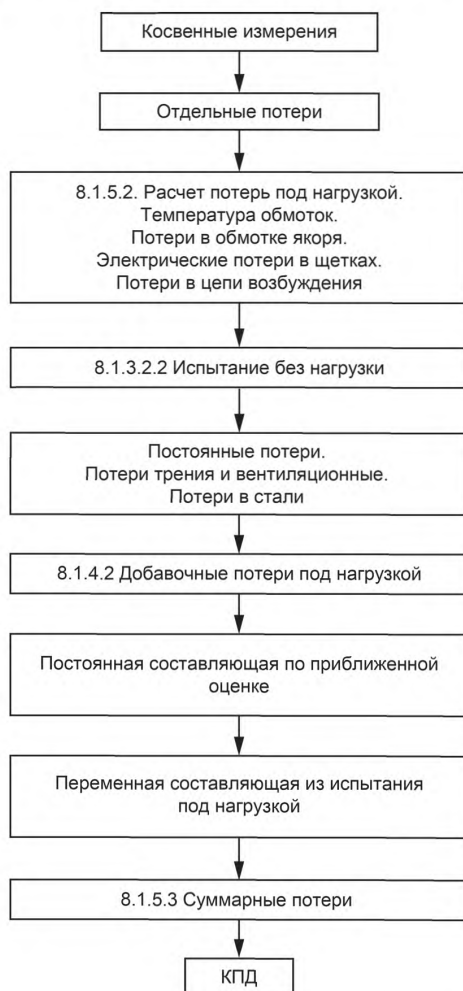 Косвенные измерения
Отдельные потери
8.1.5.2. Расчет потерь под нагрузкой.
Температура обмоток.
Потери в обмотке якоря.
Электрические потери в щетках.
Потери в цепи возбуждения
8.1.3.2.2 Испытание без нагрузки
Постоянные потери.
Потери трения и вентиляционные.
Потери в стали
8.1.4.2 Добавочные потери под нагрузкой
Постоянная составляющая по приближенной
оценке
Переменная составляющая из испытания
под нагрузкой
8.1.5.3 Суммарные потери
КПД